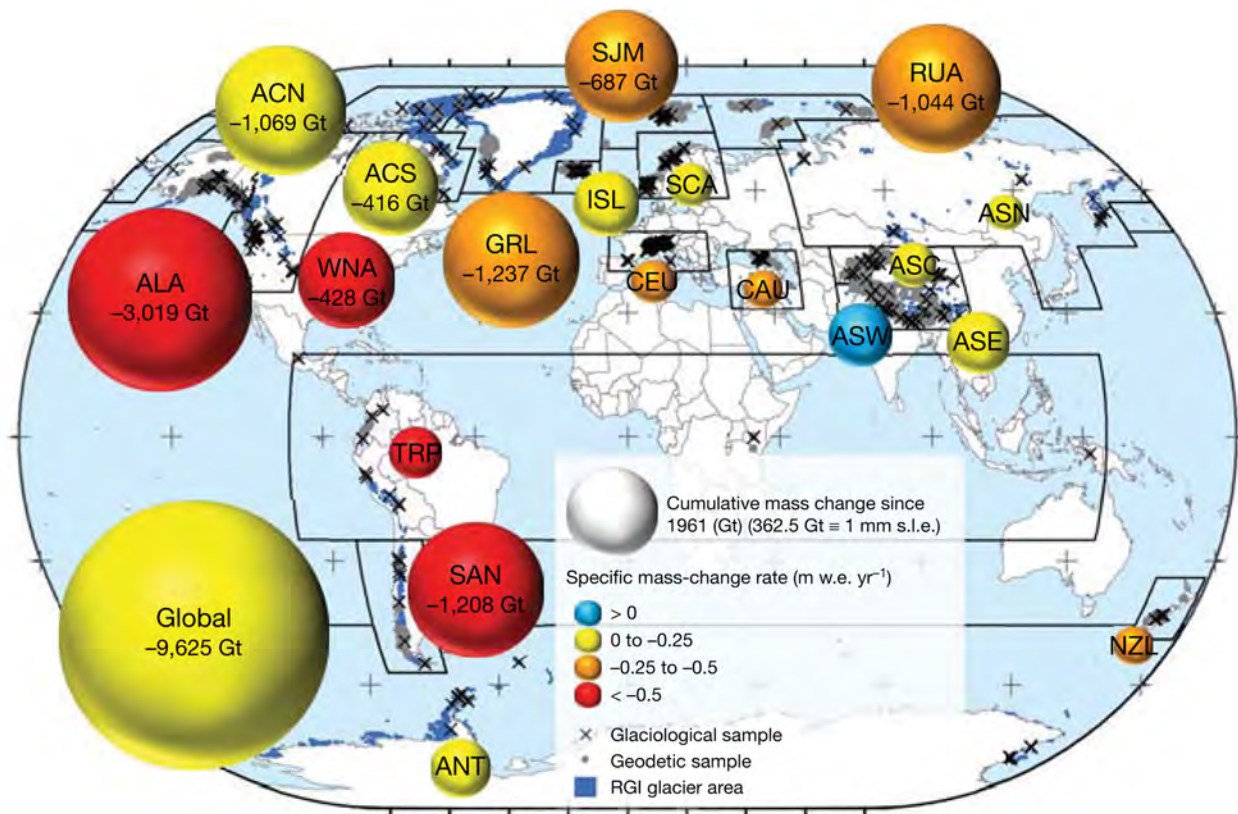 ACN
–1,069 Gt
SJM
–687 Gt
RUA
–1,044 Gt
ACS
–416 Gt
ISL
SCA
ASN
ALA
–3,019 Gt
WNA
–428 Gt
GRL
–1,237 Gt
CEU
CAU
ASC
ASW
ASE
TRP
Global
–9,625 Gt
SAN
–1,208 Gt
NZL
ANT
Cumulative mass change since
1961 (Gt) (362.5 Gt ≡ 1 mm s.l.e.)
Specific mass-change rate (m w.e. yr⁻¹)
> 0
0 to –0.25
–0.25 to –0.5
< –0.5
Glaciological sample
Geodetic sample
RGI glacier area